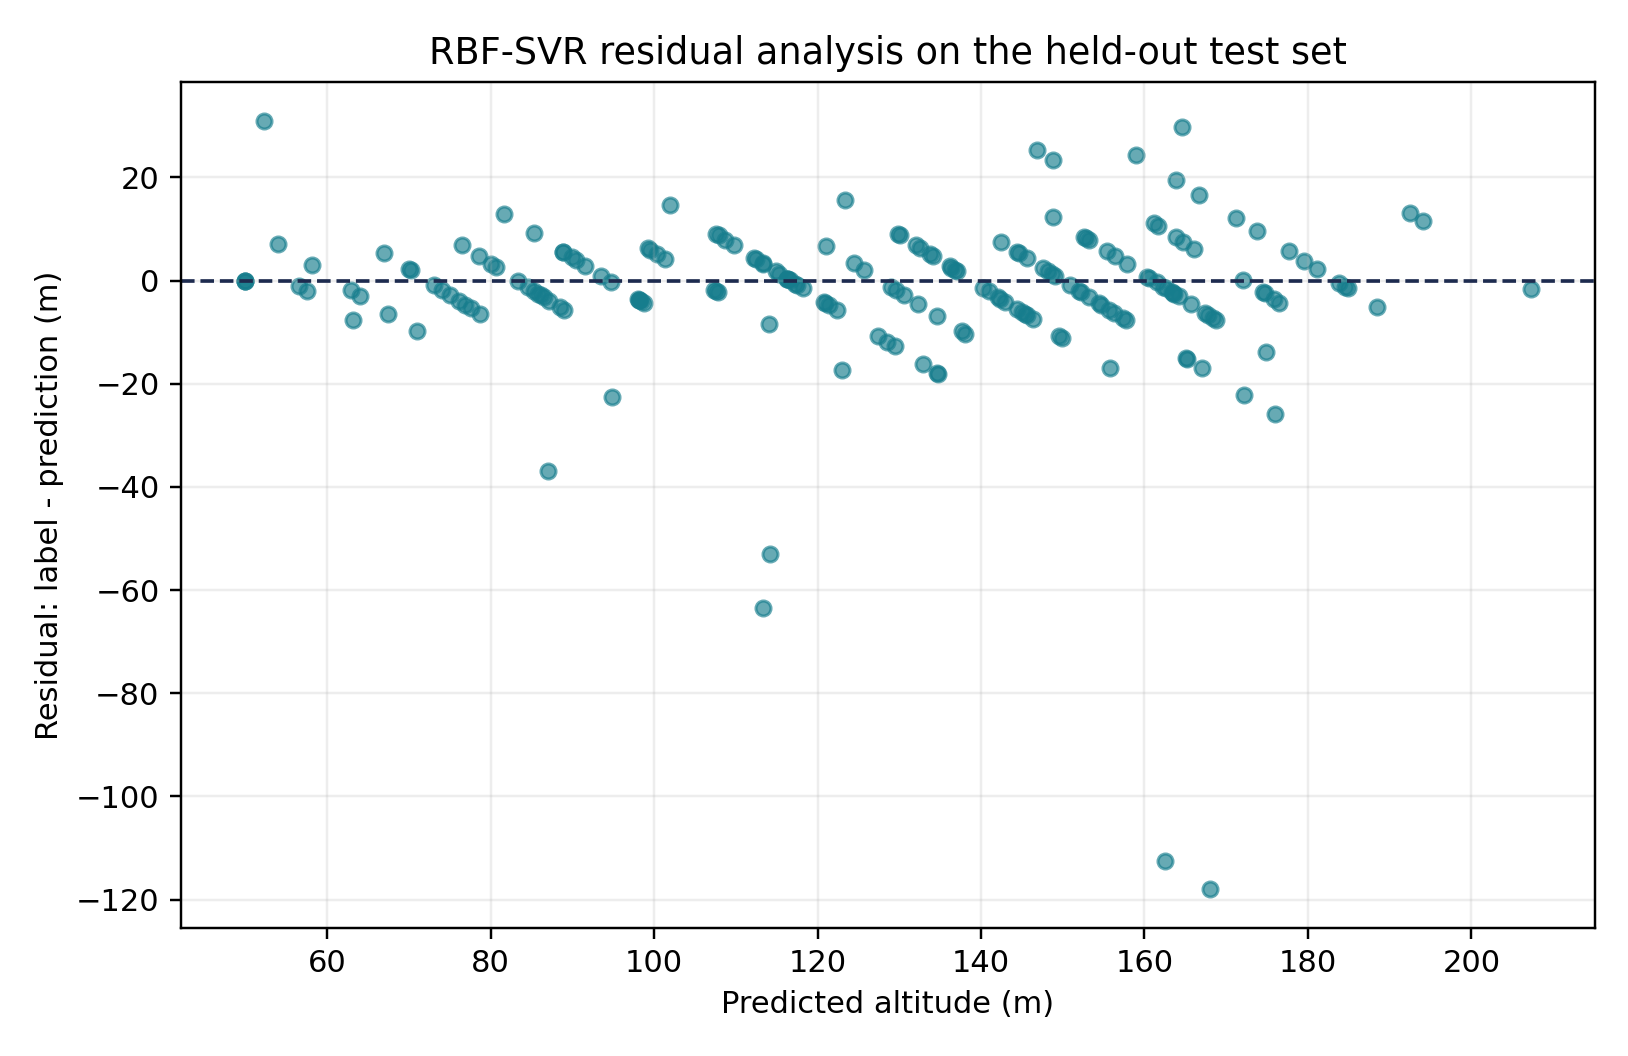 RBF-SVR residual analysis on the held-out test set
Residual: label - prediction (m)
20
0
−20
−40
−60
−80
−100
−120
60 80 100 120 140 160 180 200
Predicted altitude (m)